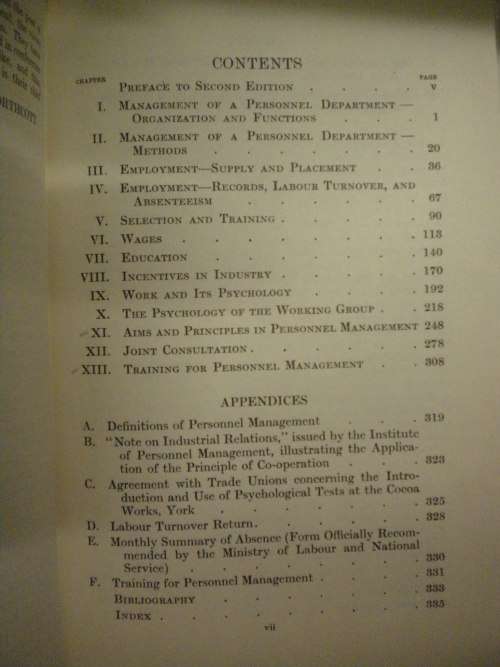 the past is
ORTHCOTT
CONTENTS
CHAPTER PAGE
PREFACE TO SECOND EDITION . . . . v
I. MANAGEMENT OF A PERSONNEL DEPARTMENT—
ORGANIZATION AND FUNCTIONS . . . 1
II. MANAGEMENT OF A PERSONNEL DEPARTMENT—
METHODS . . . . . . 20
III. EMPLOYMENT—SUPPLY AND PLACEMENT . . 36
IV. EMPLOYMENT—RECORDS, LABOUR TURNOVER, AND
ABSENTEEISM . . . . . 67
V. SELECTION AND TRAINING . . . . . 90
VI. WAGES . . . . . . . 113
VII. EDUCATION . . . . . . 140
VIII. INCENTIVES IN INDUSTRY . . . . . 170
IX. WORK AND ITS PSYCHOLOGY . . . . 192
X. THE PSYCHOLOGY OF THE WORKING GROUP . . 218
XI. AIMS AND PRINCIPLES IN PERSONNEL MANAGEMENT 248
XII. JOINT CONSULTATION . . . . . 278
XIII. TRAINING FOR PERSONNEL MANAGEMENT . . 308
APPENDICES
A. Definitions of Personnel Management . . . 319
B. "Note on Industrial Relations," issued by the Institute
of Personnel Management, illustrating the Applica-
tion of the Principle of Co-operation . . . 323
C. Agreement with Trade Unions concerning the Intro-
duction and Use of Psychological Tests at the Cocoa
Works, York . . . . . . 325
D. Labour Turnover Return . . . . . 328
E. Monthly Summary of Absence (Form Officially Recom-
mended by the Ministry of Labour and National
Service) . . . . . . 330
F. Training for Personnel Management . . . . 331
BIBLIOGRAPHY . . . . . . 333
INDEX . . . . . . . 335
vii